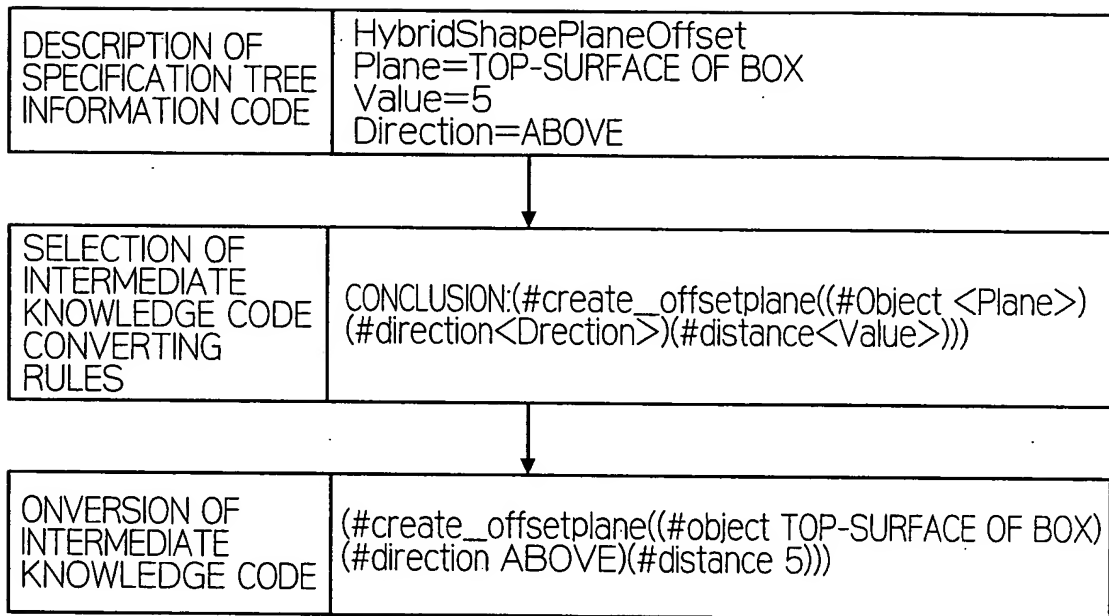 DESCRIPTION OF
SPECIFICATION TREE
INFORMATION CODE
HybridShapePlaneOffset
Plane=TOP-SURFACE OF BOX
Value=5
Direction=ABOVE
SELECTION OF
INTERMEDIATE
KNOWLEDGE CODE
CONVERTING
RULES
CONCLUSION:(#create_offsetplane((#Object <Plane>)
(#direction<Drection>)(#distance<Value>)))
ONVERSION OF
INTERMEDIATE
KNOWLEDGE CODE
(#create_offsetplane((#object TOP-SURFACE OF BOX)
(#direction ABOVE)(#distance 5)))